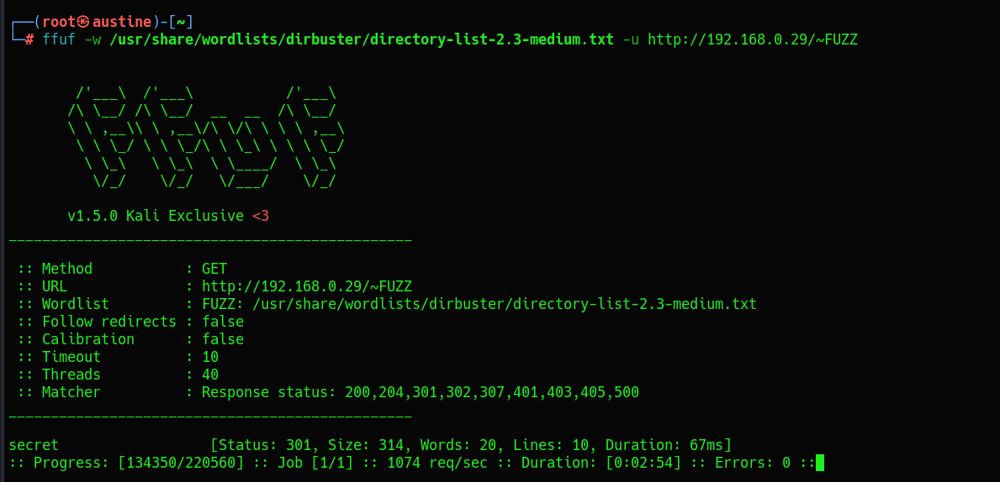 ┌──(root㉿austine)-[~]
└─# ffuf -w /usr/share/wordlists/dirbuster/directory-list-2.3-medium.txt -u http://192.168.0.29/~FUZZ
        /'___\  /'___\           /'___\
       /\ \__/ /\ \__/  __  __  /\ \__/
       \ \ ,__\\ \ ,__\/\ \/\ \ \ \ ,__\
        \ \ \_/ \ \ \_/\ \ \_\ \ \ \ \_/
         \ \_\   \ \_\  \ \____/  \ \_\
          \/_/    \/_/   \/___/    \/_/
       v1.5.0 Kali Exclusive <3
________________________________________________
 :: Method           : GET
 :: URL              : http://192.168.0.29/~FUZZ
 :: Wordlist         : FUZZ: /usr/share/wordlists/dirbuster/directory-list-2.3-medium.txt
 :: Follow redirects : false
 :: Calibration      : false
 :: Timeout          : 10
 :: Threads          : 40
 :: Matcher          : Response status: 200,204,301,302,307,401,403,405,500
________________________________________________
secret                  [Status: 301, Size: 314, Words: 20, Lines: 10, Duration: 67ms]
:: Progress: [134350/220560] :: Job [1/1] :: 1074 req/sec :: Duration: [0:02:54] :: Errors: 0 ::